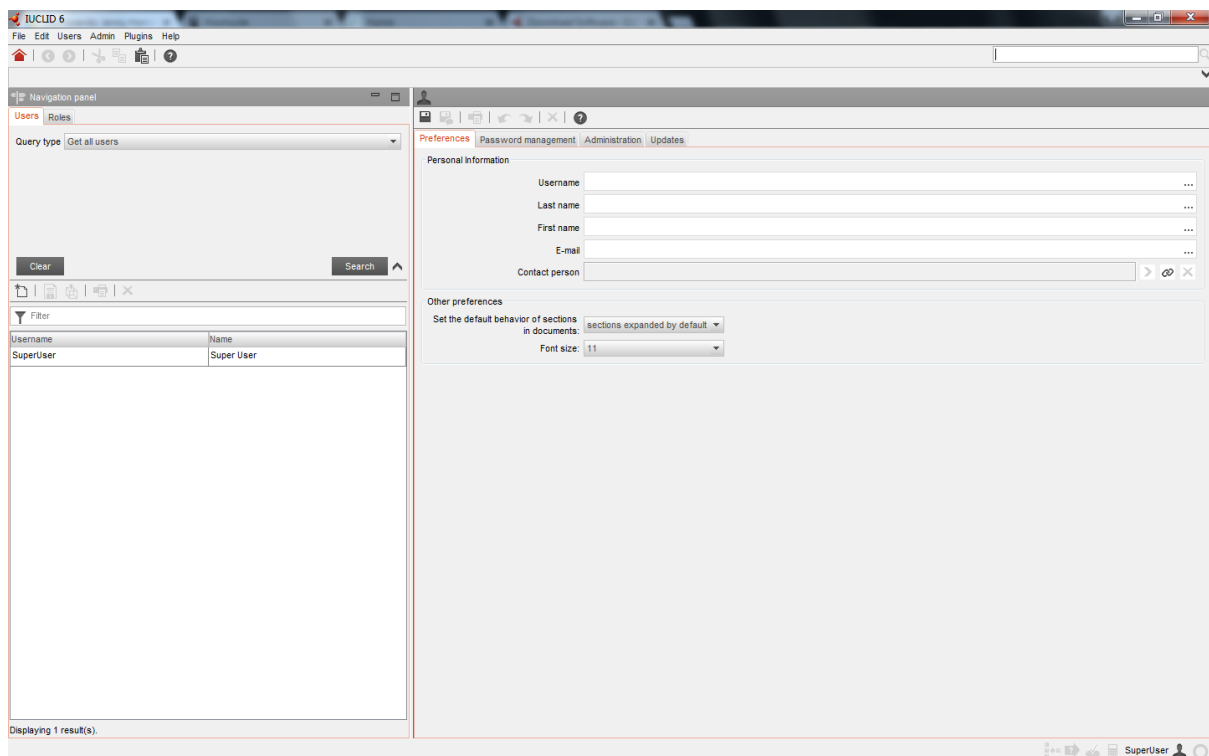 IUCLID 6
File Edit Users Admin Plugins Help
Navigation panel
Users Roles
Query type Get all users
Clear Search
Filter
Username Name
SuperUser Super User
Displaying 1 result(s).
Preferences Password management Administration Updates
Personal Information
Username ...
Last name ...
First name ...
E-mail ...
Contact person
Other preferences
Set the default behavior of sections
in documents: sections expanded by default
Font size: 11
SuperUser